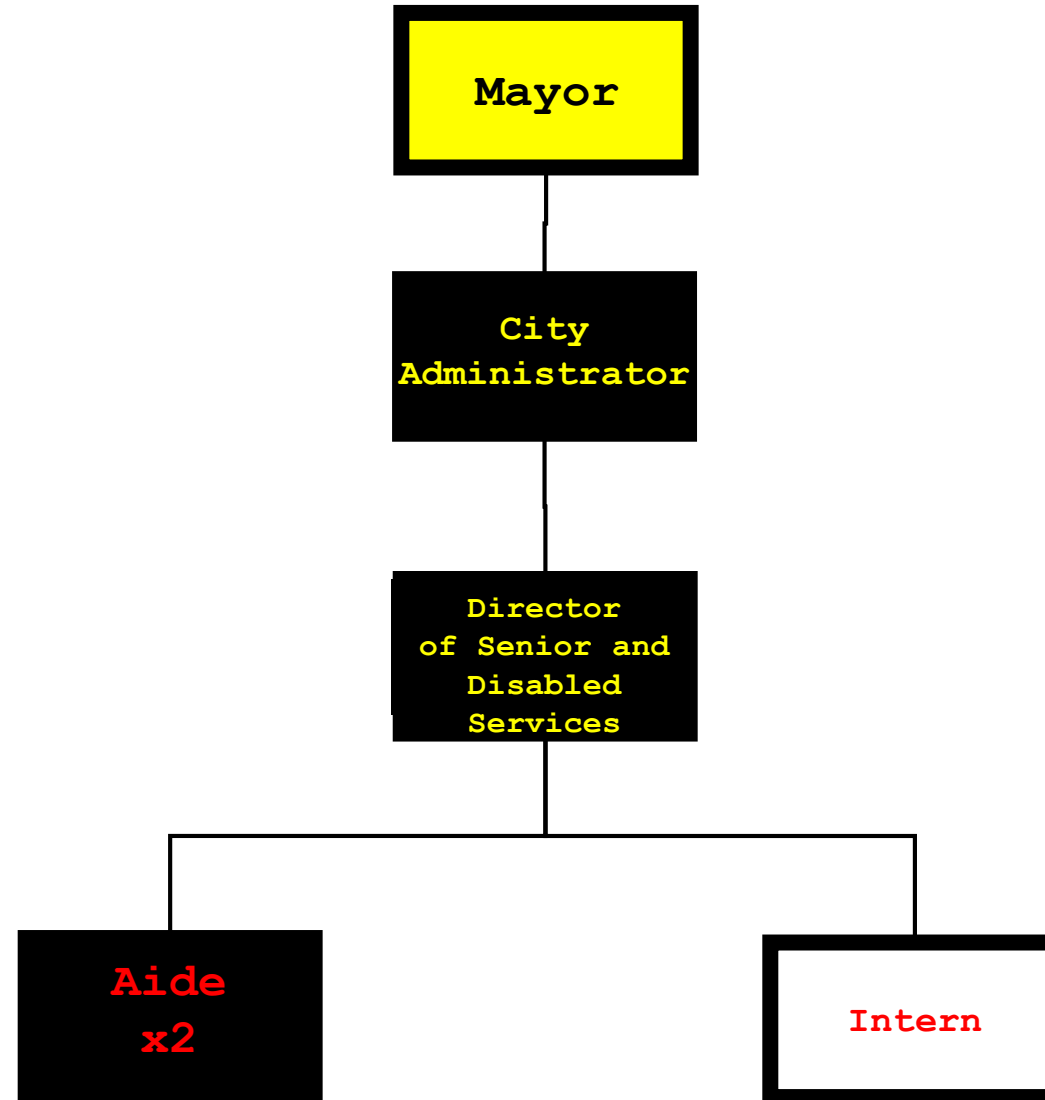 Mayor
City
Administrator
Director
of Senior and
Disabled
Services
Aide
x2
Intern